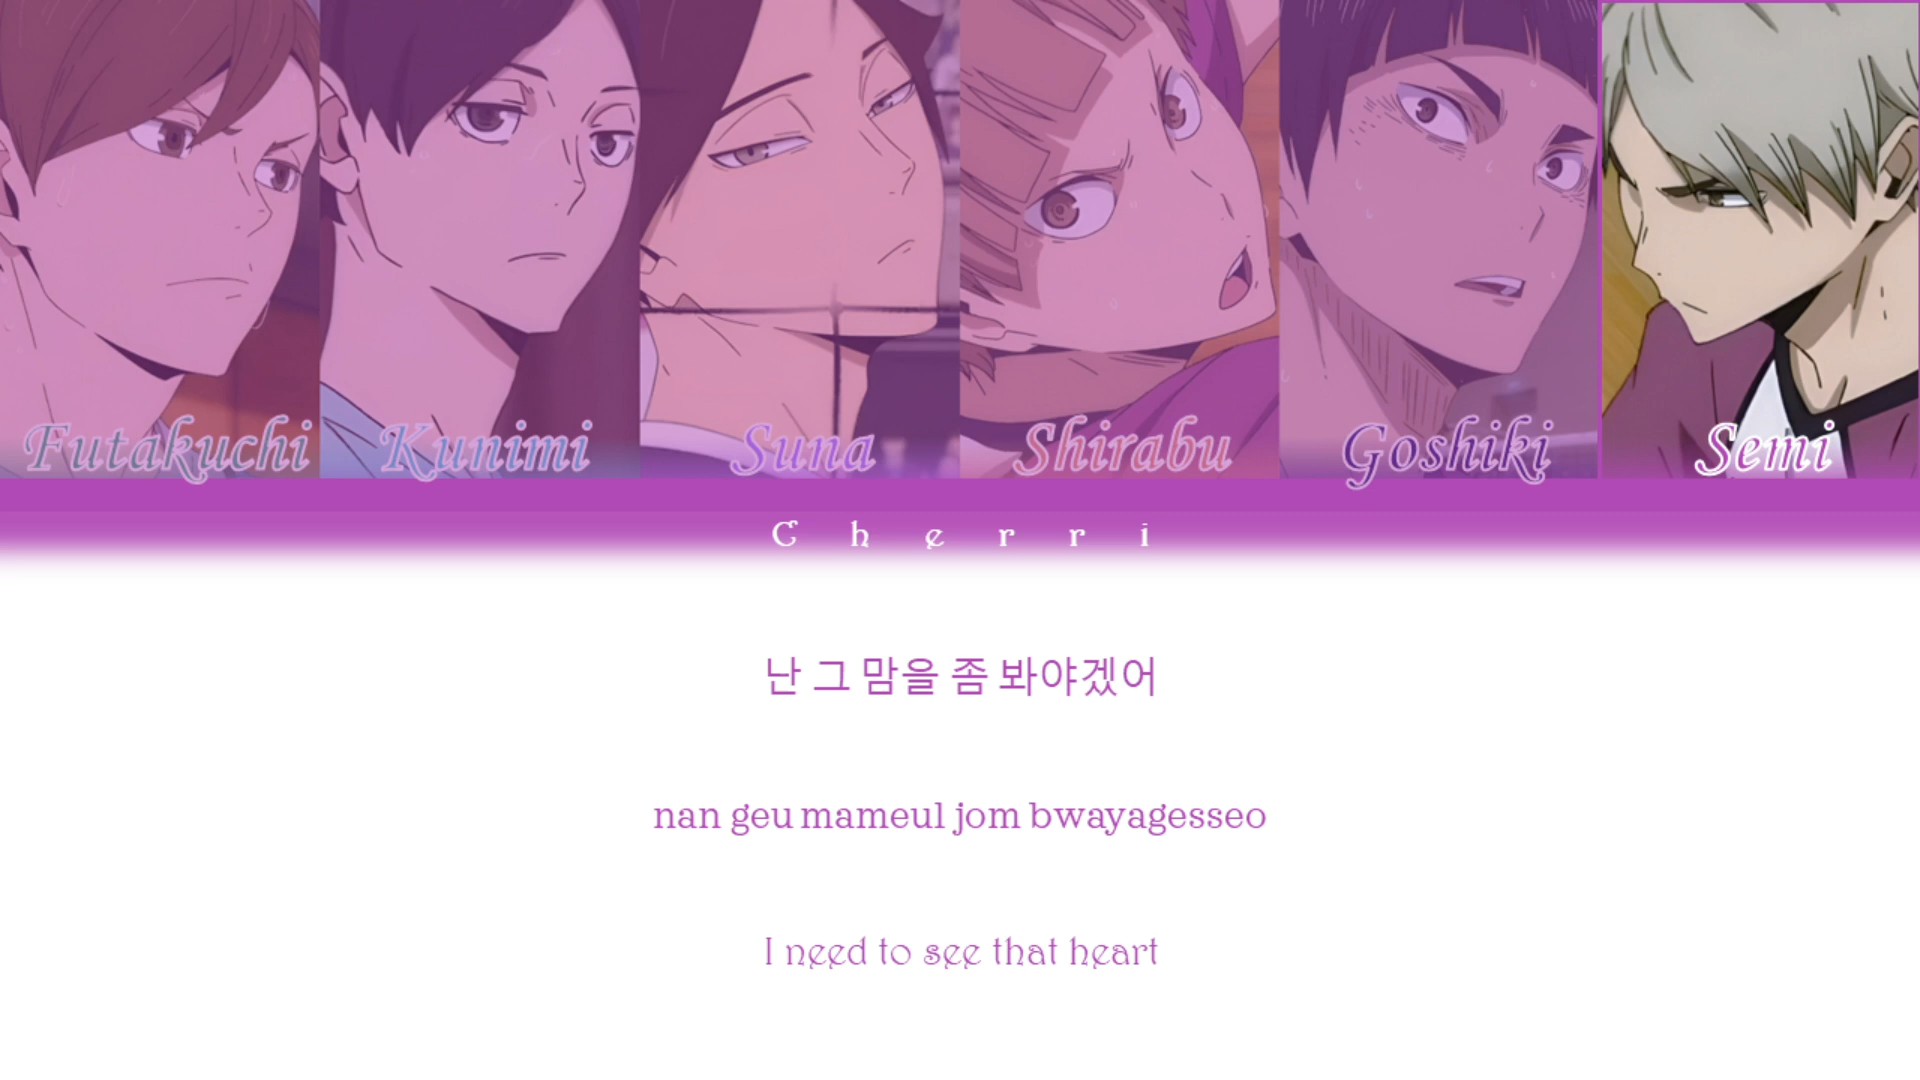 Futakuchi Kunimi Suna Shirabu Goshiki Semi
Cherri
난 그 맘을 좀 봐야겠어
nan geu mameul jom bwayagesseo
I need to see that heart